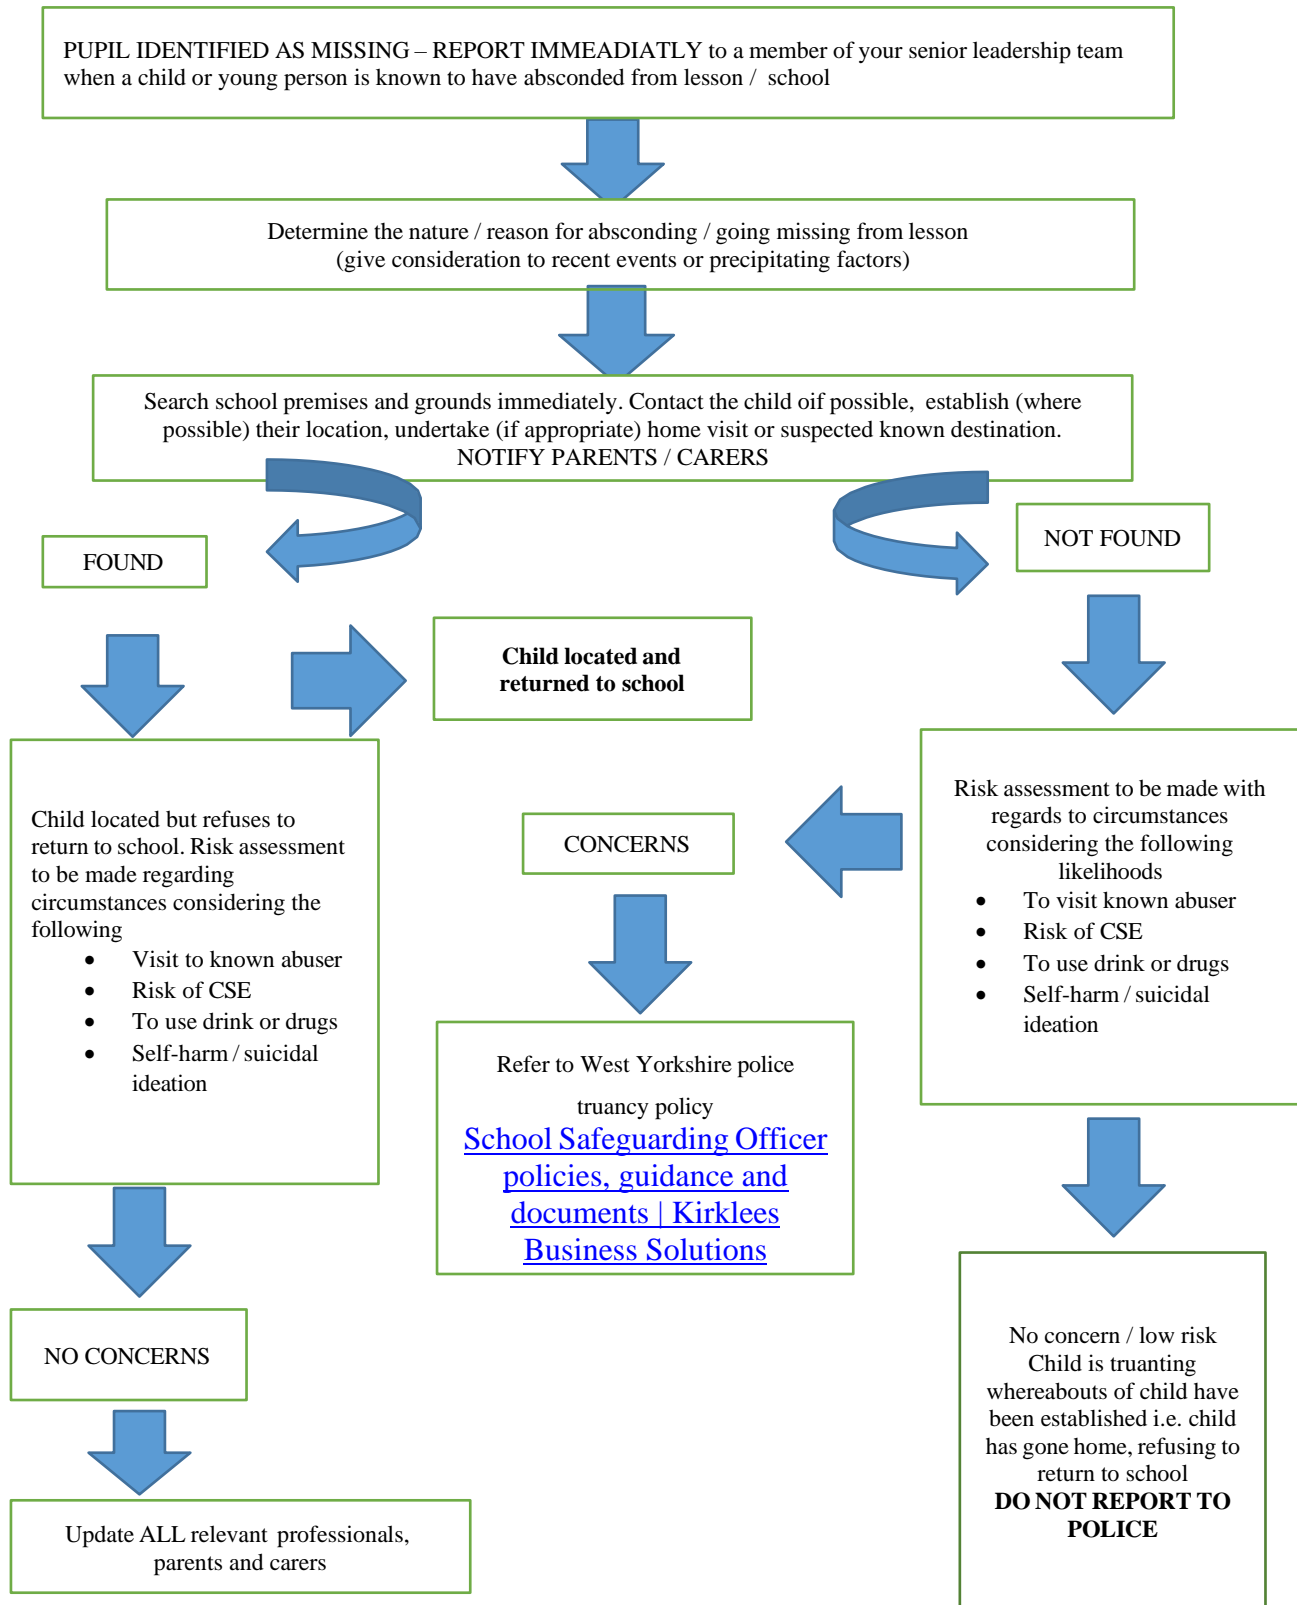 PUPIL IDENTIFIED AS MISSING – REPORT IMMEADIATLY to a member of your senior leadership team
when a child or young person is known to have absconded from lesson / school
Determine the nature / reason for absconding / going missing from lesson
(give consideration to recent events or precipitating factors)
Search school premises and grounds immediately. Contact the child oif possible, establish (where
possible) their location, undertake (if appropriate) home visit or suspected known destination.
NOTIFY PARENTS / CARERS
FOUND
NOT FOUND
Child located and
returned to school
Child located but refuses to
return to school. Risk assessment
to be made regarding
circumstances considering the
following
• Visit to known abuser
• Risk of CSE
• To use drink or drugs
• Self-harm / suicidal
ideation
CONCERNS
Risk assessment to be made with
regards to circumstances
considering the following
likelihoods
• To visit known abuser
• Risk of CSE
• To use drink or drugs
• Self-harm / suicidal
ideation
Refer to West Yorkshire police
truancy policy
School Safeguarding Officer
policies, guidance and
documents | Kirklees
Business Solutions
NO CONCERNS
No concern / low risk
Child is truanting
whereabouts of child have
been established i.e. child
has gone home, refusing to
return to school
DO NOT REPORT TO
POLICE
Update ALL relevant professionals,
parents and carers